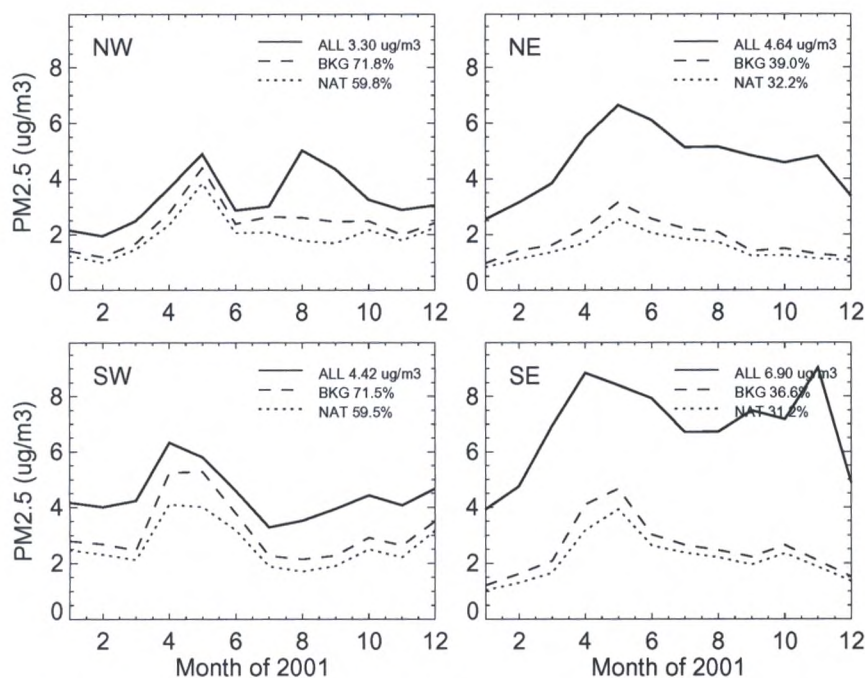 NW
ALL 3.30 ug/m3
BKG 71.8%
NAT 59.8%
PM2.5 (ug/m3)
8
6
4
2
0
2 4 6 8 10 12
NE
ALL 4.64 ug/m3
BKG 39.0%
NAT 32.2%
8
6
4
2
0
2 4 6 8 10 12
SW
ALL 4.42 ug/m3
BKG 71.5%
NAT 59.5%
PM2.5 (ug/m3)
8
6
4
2
0
2 4 6 8 10 12
Month of 2001
SE
ALL 6.90 ug/m3
BKG 36.6%
NAT 31.2%
8
6
4
2
0
2 4 6 8 10 12
Month of 2001